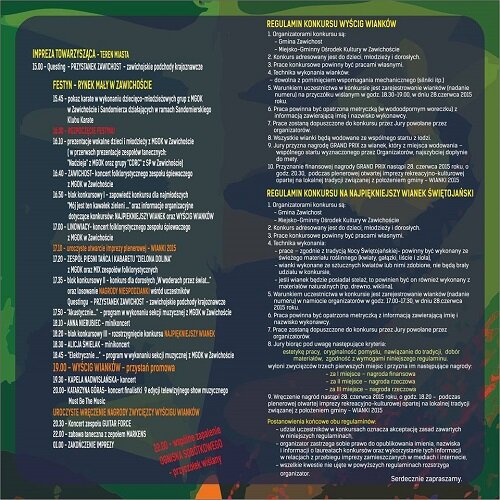 IMPREZA TOWARZYSZĄCA - TEREN MIASTA
15.00 - Questing - PRZYSTANEK ZAWICHOST - zawichojskie podchody krajoznawcze
FESTYN - RYNEK MAŁY W ZAWICHOŚCIE
15.45 - pokaz karate w wykonaniu dziecięco-młodzieżowych grup z MGOK
w Zawichoście i Sandomierza działających w ramach Sandomierskiego
Klubu Karate
16.00 - ROZPOCZĘCIE FESTYNU
16.10 - prezentacje wokalne dzieci i młodzieży z MGOK w Zawichoście
( w przerwach prezentacje zespołów tanecznych:
"Nadzieja" z MGOK oraz grupy "CORC" z SP w Zawichoście)
16.40 - ZAWICHOST- koncert folklorystycznego zespołu śpiewaczego
z MGOK w Zawichoście
16.50 - blok konkursowy I - zapowiedź konkursu dla najmłodszych
"Mój jest ten kawałek zieleni ..." oraz informacje organizacyjne
dotyczące konkursów: NAJPIĘKNIEJSZY WIANEK oraz WYŚCIG WIANKÓW
17.00 - LINOWIACY- koncert folklorystycznego zespołu śpiewaczego
z MGOK w Zawichoście
17.10 - uroczyste otwarcie imprezy plenerowej - WIANKI 2015
17.20 - ZESPÓŁ PIEŚNI TAŃCA I KABARETU "ZIELONA DOLINA"
z MGOK oraz MIX zespołów folklorystycznych
17.35 - blok konkursowy II - konkurs dla dorosłych „W woderach przez świat..."
oraz losowanie NAGRODY NIESPODZIANKI wśród uczestników
Questingu - PRZYSTANEK ZAWICHOST - zawichojskie podchody krajoznawcze
17.50 - "Akustycznie..." - program w wykonaniu sekcji muzycznej z MGOK w Zawichoście
18.10 - ANNA NIERUBIEC - minikoncert
18.20 - blok konkursowy III - rozstrzygnięcie konkursu NAJPIĘKNIEJSZY WIANEK
18.30 - ALICJA ŚMIELAK - minikoncert
18.45 - "Elektrycznie ..." - program w wykonaniu sekcji muzycznej z MGOK w Zawichoście
19.00 - WYŚCIG WIANKÓW - przystań promowa
19.30 - KAPELA NADWIŚLAŃSKA- koncert
20.00 - KATARZYNA GÓRAS- koncert finalistki 9 edycji telewizyjnego show muzycznego
Must Be The Music
UROCZYSTE WRĘCZENIE NAGRODY ZWYCIĘZCY WYŚCIGU WIANKÓW
20.30 - Koncert zespołu GUITAR FORCE
22.00 - zabawa taneczna z zespołem MARKENS
01.00 - ZAKOŃCZENIE IMPREZY
20.00 - wspólne zapalenie
OGNISKA SOBÓTKOWEGO
- przyczółek wiślany
REGULAMIN KONKURSU WYŚCIG WIANKÓW
1. Organizatorami konkursu są:
- Gmina Zawichost
- Miejsko-Gminny Ośrodek Kultury w Zawichoście
2. Konkurs adresowany jest do dzieci, młodzieży i dorosłych.
3. Prace konkursowe powinny być pracami własnymi.
4. Technika wykonania wianków:
- dowolna z pominięciem wspomagania mechanicznego (silniki itp.)
5. Warunkiem uczestnictwa w konkursie jest zarejestrowanie wianków (nadanie
numeru) na przyczółku wiślanym w godz. 18.30-19.00, w dniu 28 czerwca 2015
roku.
6. Praca powinna być opatrzona metryczką (w wodoodpornym woreczku) z
informacją zawierającą imię i nazwisko wykonawcy.
7. Prace zostaną dopuszczone do konkursu przez Jury powołane przez
organizatorów.
8. Wszystkie wianki będą wodowane ze wspólnego startu z łodzi.
9. Jury przyzna nagrodę GRAND PRIX za wianek, który z miejsca wodowania –
wspólnego startu wyznaczonego przez Organizatorów, najszybciej dopłynie
do mety.
10. Przyznanie finansowej nagrody GRAND PRIX nastąpi 28 czerwca 2015 roku, o
godz. 20.30, podczas plenerowej otwartej imprezy rekreacyjno-kulturowej
opartej na lokalnej tradycji związanej z położeniem gminy - WIANKI 2015
REGULAMIN KONKURSU NA NAJPIĘKNIEJSZY WIANEK ŚWIĘTOJAŃSKI
1. Organizatorami konkursu są:
- Gmina Zawichost
- Miejsko-Gminny Ośrodek Kultury w Zawichoście
2. Konkurs adresowany jest do dzieci, młodzieży i dorosłych.
3. Prace konkursowe powinny być pracami własnymi.
4. Technika wykonania:
- prace – zgodnie z tradycją Nocy Świętojańskiej- powinny być wykonane ze
świeżego materiału roślinnego (kwiaty, gałązki, liście i zioła),
- wianki wykonane ze sztucznych kwiatów lub nimi zdobione, nie będą brały
udziału w konkursie,
- jeśli wianek będzie posiadał stelaż, to powinien być on również wykonany z
materiałów naturalnych (np. drewno, wiklina).
5. Warunkiem uczestnictwa w konkursie jest zarejestrowanie wianków (nadanie
numeru) w namiocie organizatorów w godz. 17.00-17.30, w dniu 28 czerwca
2015 roku.
6. Praca powinna być opatrzona metryczką z informacją zawierającą imię i
nazwisko wykonawcy.
7. Prace zostaną dopuszczone do konkursu przez Jury powołane przez
organizatorów.
8. Jury biorąc pod uwagę następujące kryteria:
estetykę pracy, oryginalność pomysłu, nawiązanie do tradycji, dobór
materiałów, zgodność z wymogami niniejszego regulaminu.
wyłoni zwycięzców trzech pierwszych miejsc i przyzna im następujące nagrody:
- za I miejsce - nagroda finansowa
- za II miejsce - nagroda rzeczowa
- za III miejsce - nagroda rzeczowa
9. Wręczenie nagród nastąpi 28 czerwca 2015 roku, o godz. 18.20 - podczas
plenerowej otwartej imprezy rekreacyjno-kulturowej opartej na lokalnej tradycji
związanej z położeniem gminy - WIANKI 2015
Postanowienia końcowe obu regulaminów:
- udział uczestników w konkursach oznacza akceptację zasad zawartych
w niniejszych regulaminach,
- organizator zastrzega sobie prawo do opublikowania imienia, nazwiska
i informacji o laureatach konkursów oraz wykorzystanie tych informacji
w relacjach z przebiegu imprezy zamieszczanych w mediach i internecie,
- wszelkie kwestie nie ujęte w powyższych regulaminach rozstrzyga
organizator.
Serdecznie zapraszamy.